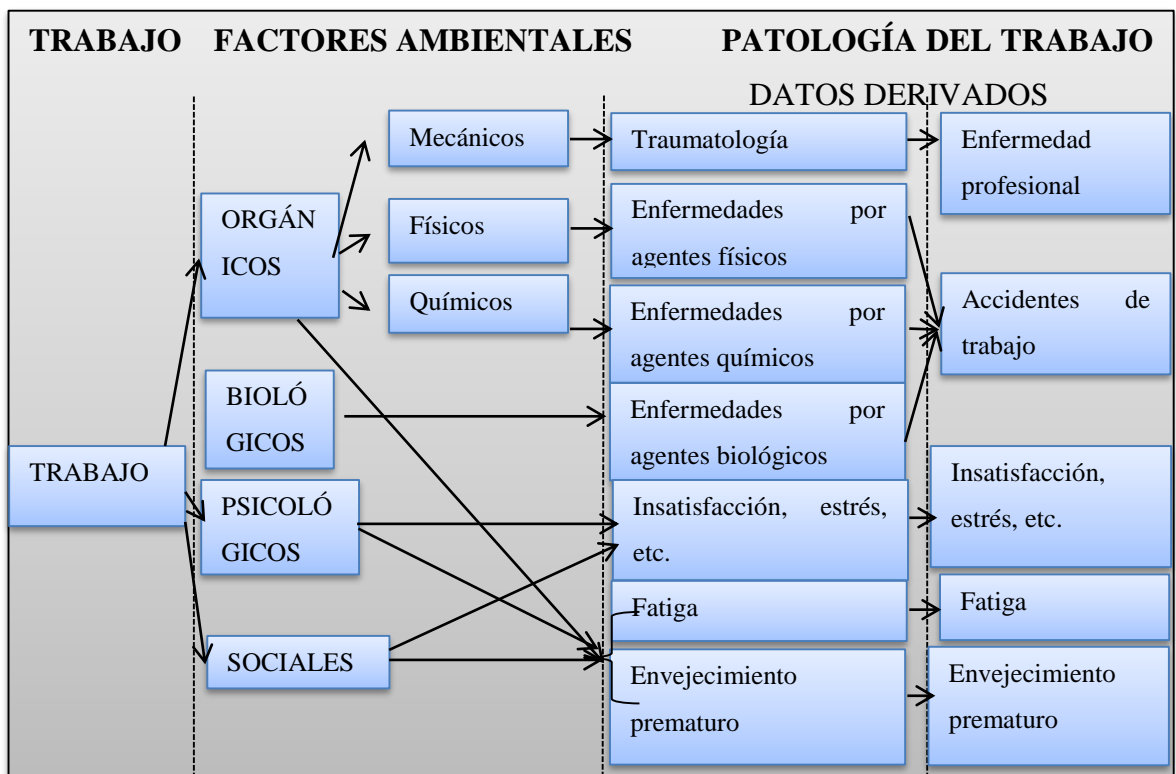 TRABAJO FACTORES AMBIENTALES PATOLOGÍA DEL TRABAJO
DATOS DERIVADOS
TRABAJO
ORGÁN
ICOS
BIOLÓ
GICOS
PSICOLÓ
GICOS
SOCIALES
Mecánicos
Físicos
Químicos
Traumatología
Enfermedades por
agentes físicos
Enfermedades por
agentes químicos
Enfermedades por
agentes biológicos
Insatisfacción, estrés,
etc.
Fatiga
Envejecimiento
prematuro
Enfermedad
profesional
Accidentes de
trabajo
Insatisfacción,
estrés, etc.
Fatiga
Envejecimiento
prematuro